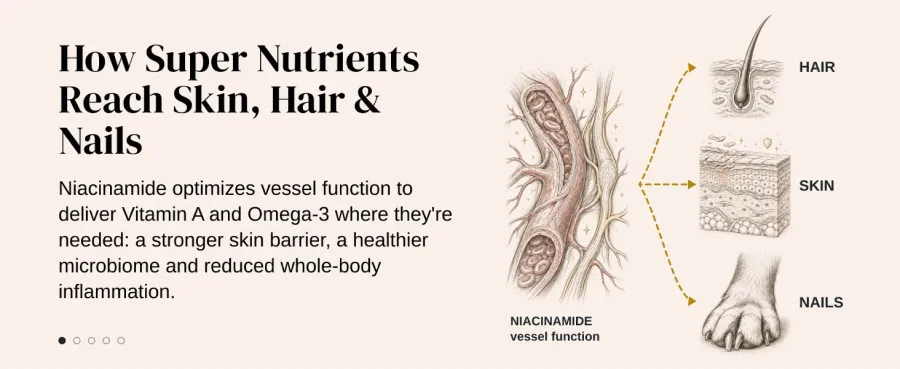 How Super Nutrients
Reach Skin, Hair &
Nails
Niacinamide optimizes vessel function to
deliver Vitamin A and Omega-3 where they're
needed: a stronger skin barrier, a healthier
microbiome and reduced whole-body
inflammation.
NIACINAMIDE
vessel function
HAIR
SKIN
NAILS